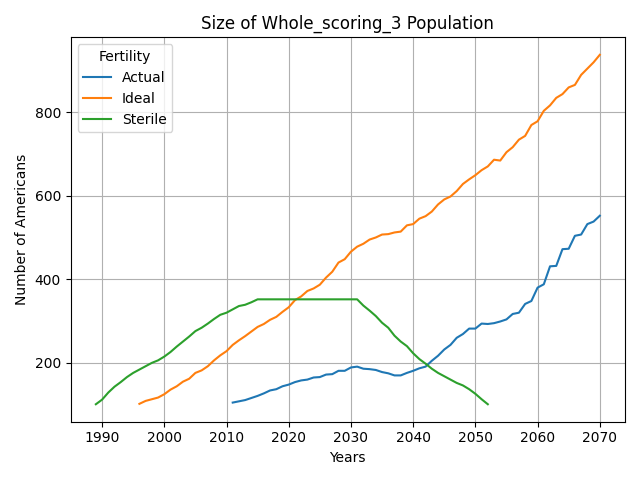 Size of Whole_scoring_3 Population
Fertility
Actual
Ideal
Sterile
Number of Americans
800
600
400
200
1990 2000 2010 2020 2030 2040 2050 2060 2070
Years